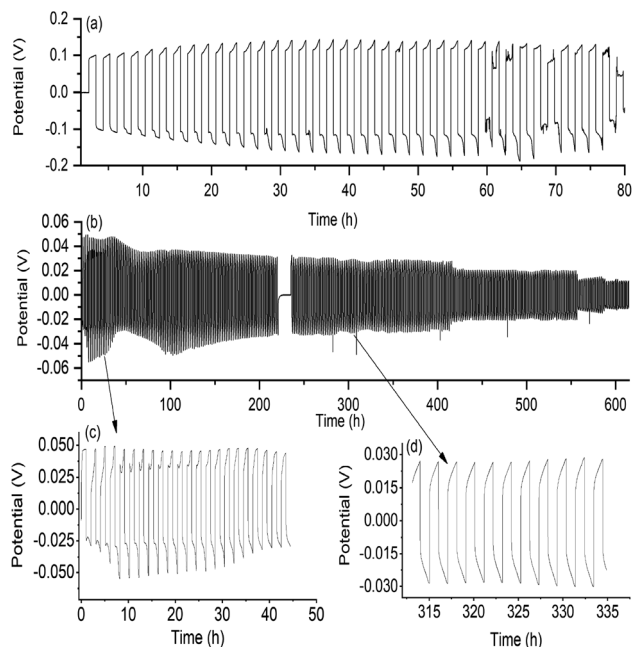 (a)
0.2
0.1
0.0
-0.1
-0.2
Potential (V)
10 20 30 40 50 60 70 80
Time (h)
(b)
0.06
0.04
0.02
0.00
-0.02
-0.04
-0.06
Potential (V)
0 100 200 300 400 500 600
Time (h)
(c)
0.050
0.025
0.000
-0.025
-0.050
Potential (V)
0 10 20 30 40 50
Time (h)
(d)
0.030
0.015
0.000
-0.015
-0.030
Potential (V)
315 320 325 330 335
Time (h)